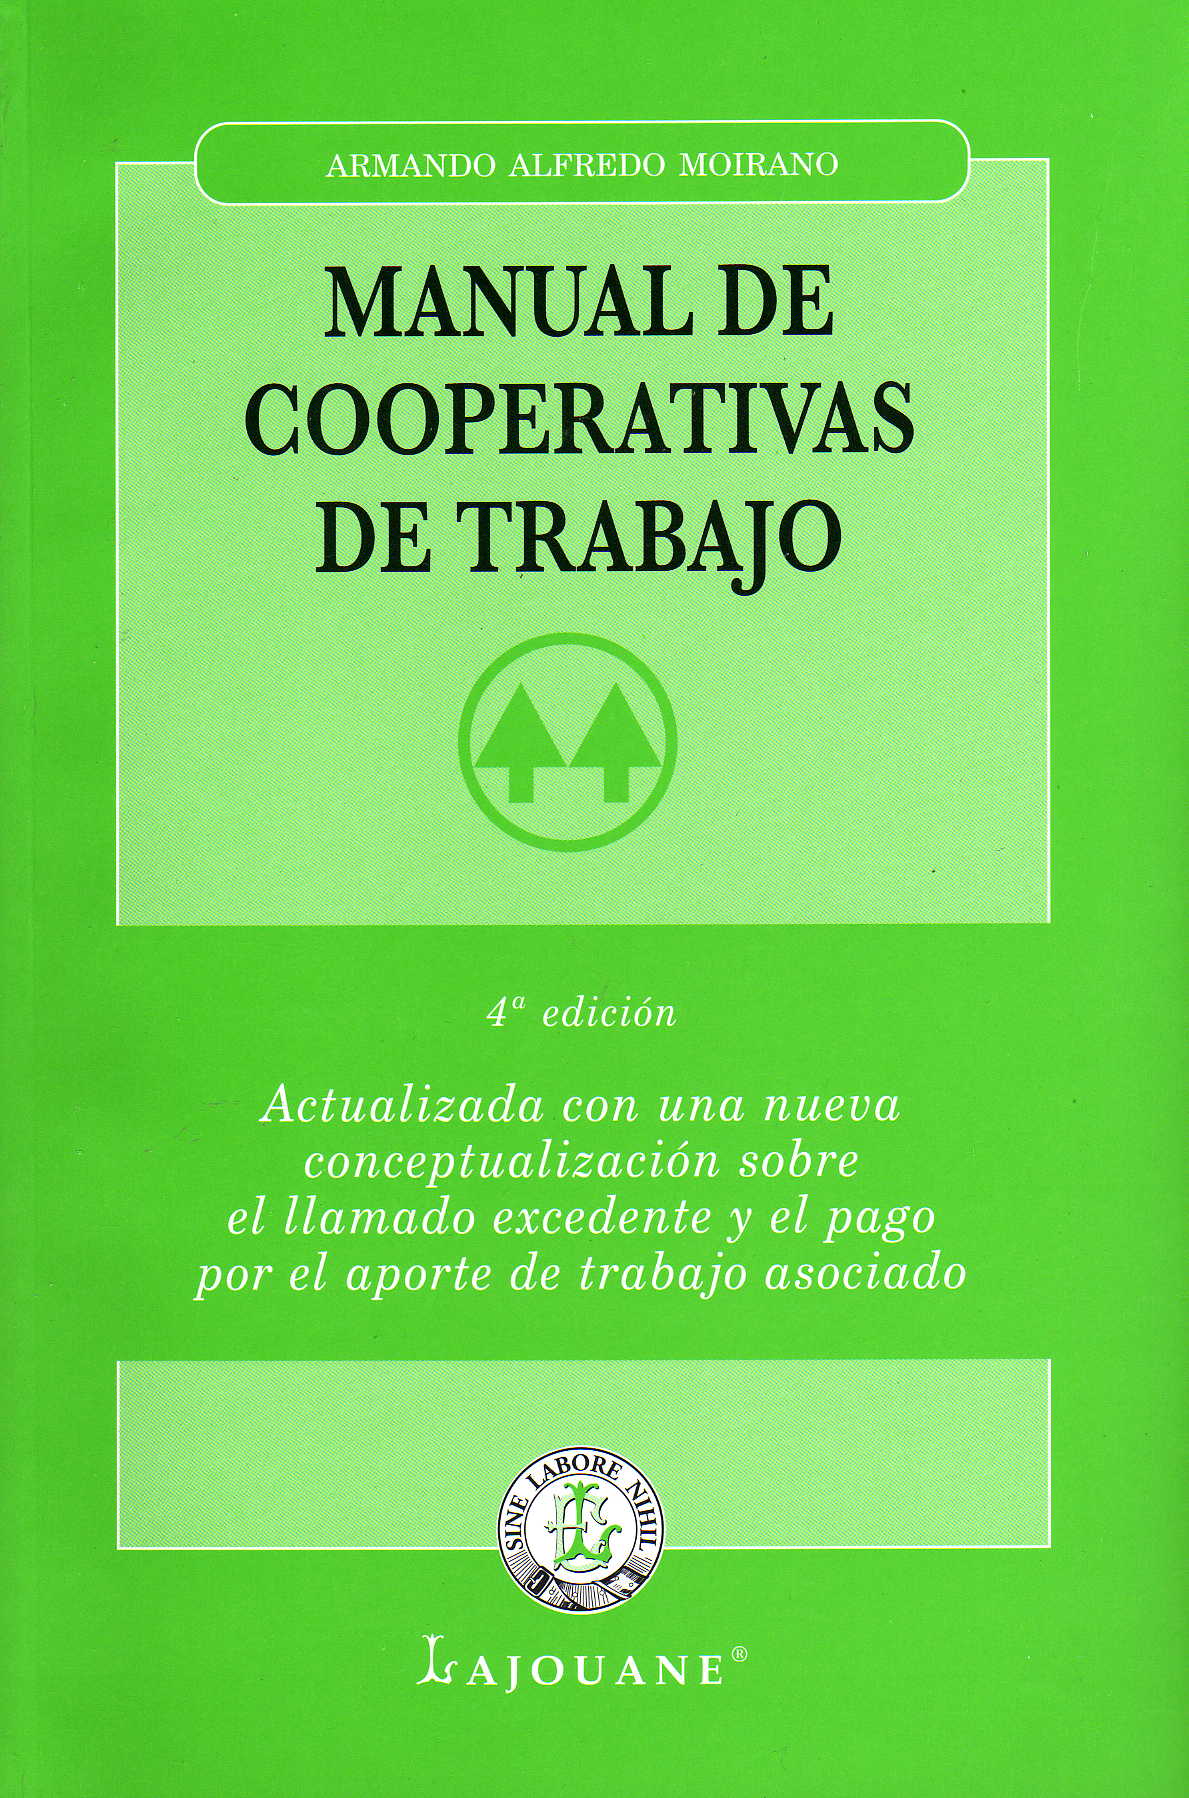 ARMANDO ALFREDO MOIRANO
MANUAL DE
COOPERATIVAS
DE TRABAJO
4ª edición
Actualizada con una nueva
conceptualización sobre
el llamado excedente y el pago
por el aporte de trabajo asociado
SINE LABORE NIHIL
LAJOUANE®